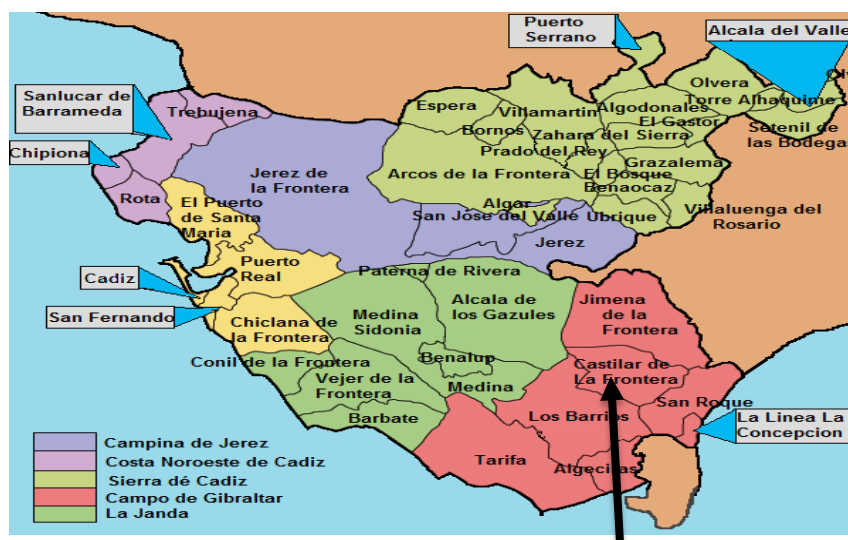 Puerto
Serrano
Alcala del Valle
Sanlucar de
Barrameda
Trebujena
Espera
Villamartin
Algodonales
Olvera
Torre Alhaquime
El Gastor
Bornos
Zahara del Sierra
Setenil de
las Bodegas
Chipiona
Prado del Rey
Grazalema
Jerez de
la Frontera
Arcos de la Frontera
El Bosque
Benaocaz
Rota
El Puerto
de Santa
Maria
Algar
San Jose del Valle
Ubrique
Villaluenga del
Rosario
Jerez
Puerto
Real
Paterna de Rivera
Cadiz
San Fernando
Medina
Sidonia
Alcala de
los Gazules
Jimena
de la
Frontera
Chiclana de
la Frontera
Conil de la Frontera
Benalup
Castilar de
La Frontera
Vejer de la
Frontera
Medina
San Roque
Barbate
Los Barrios
La Linea La
Concepcion
Tarifa
Algeciras
Campina de Jerez
Costa Noroeste de Cadiz
Sierra dé Cadiz
Campo de Gibraltar
La Janda